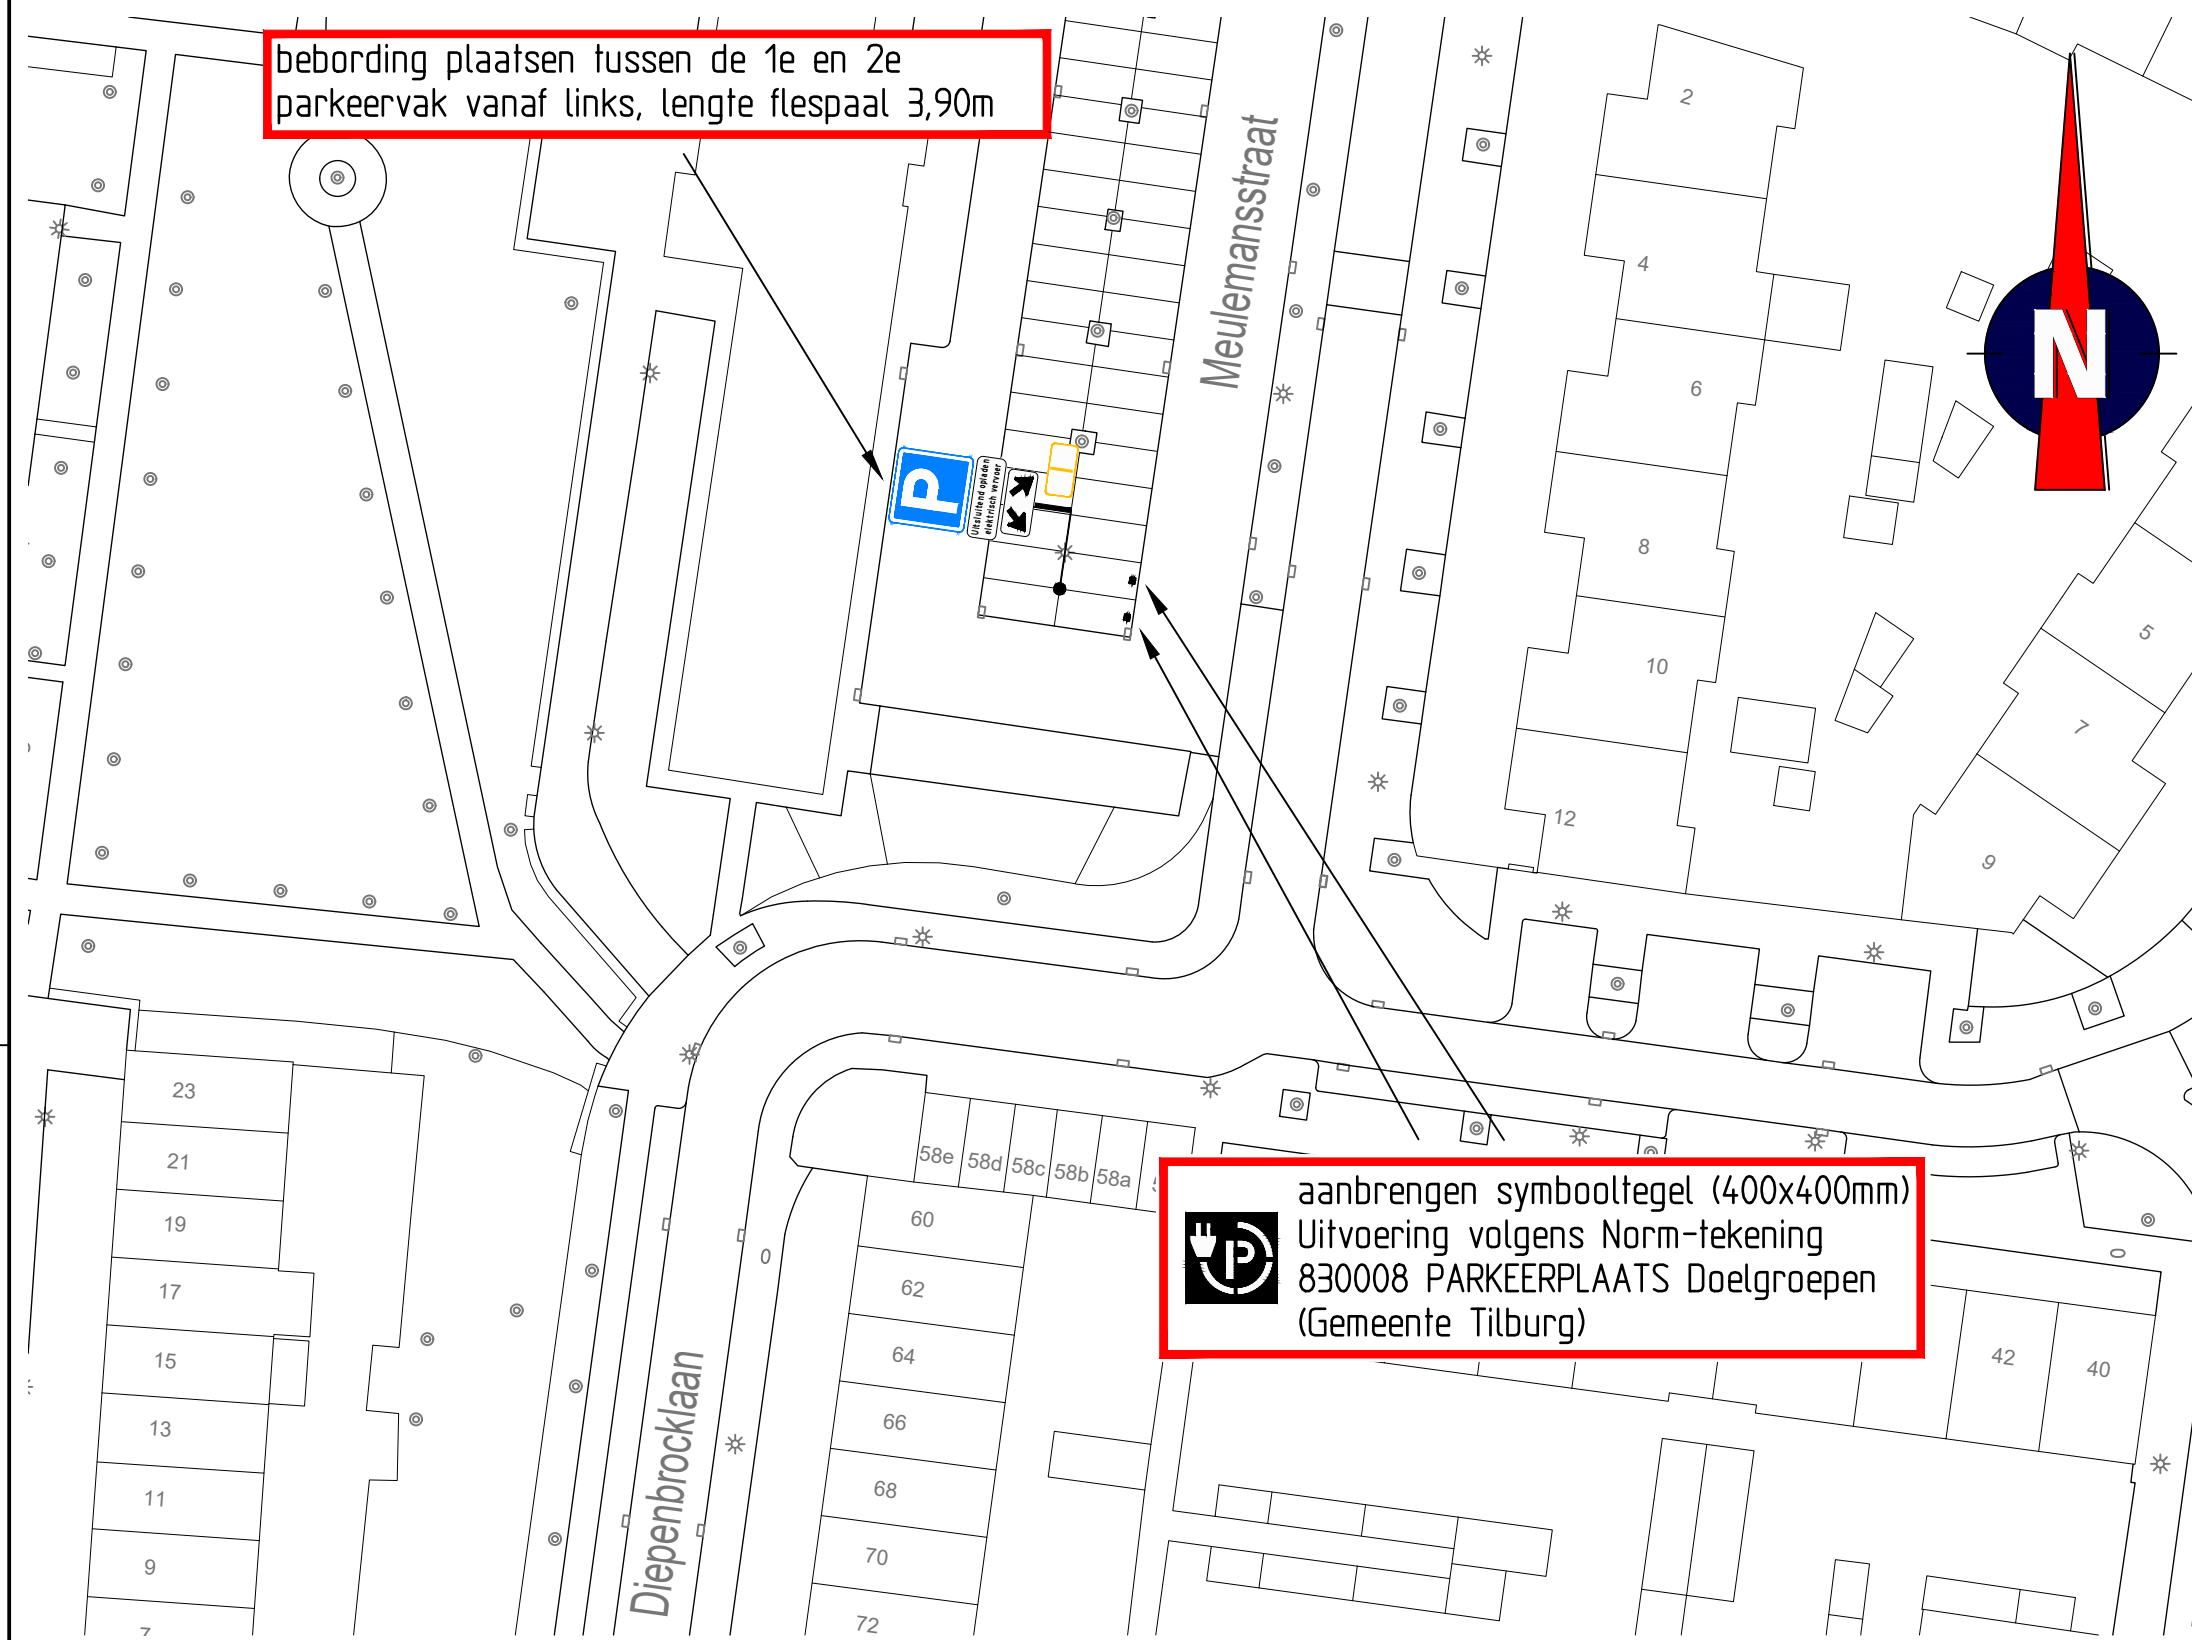 bebording plaatsen tussen de 1e en 2e
parkeervak vanaf links, lengte flespaal 3,90m
Meulemansstraat
N
P
Uitsluitend opladen
elektrisch vervoer
2
4
6
8
10
12
5
7
9
23
21
19
17
15
13
11
9
7
58e
58d
58c
58b
58a
60
62
64
66
68
70
72
0
0
Diepenbrocklaan
P
aanbrengen symbooltegel (400x400mm)
Uitvoering volgens Norm-tekening
830008 PARKEERPLAATS Doelgroepen
(Gemeente Tilburg)
42
40